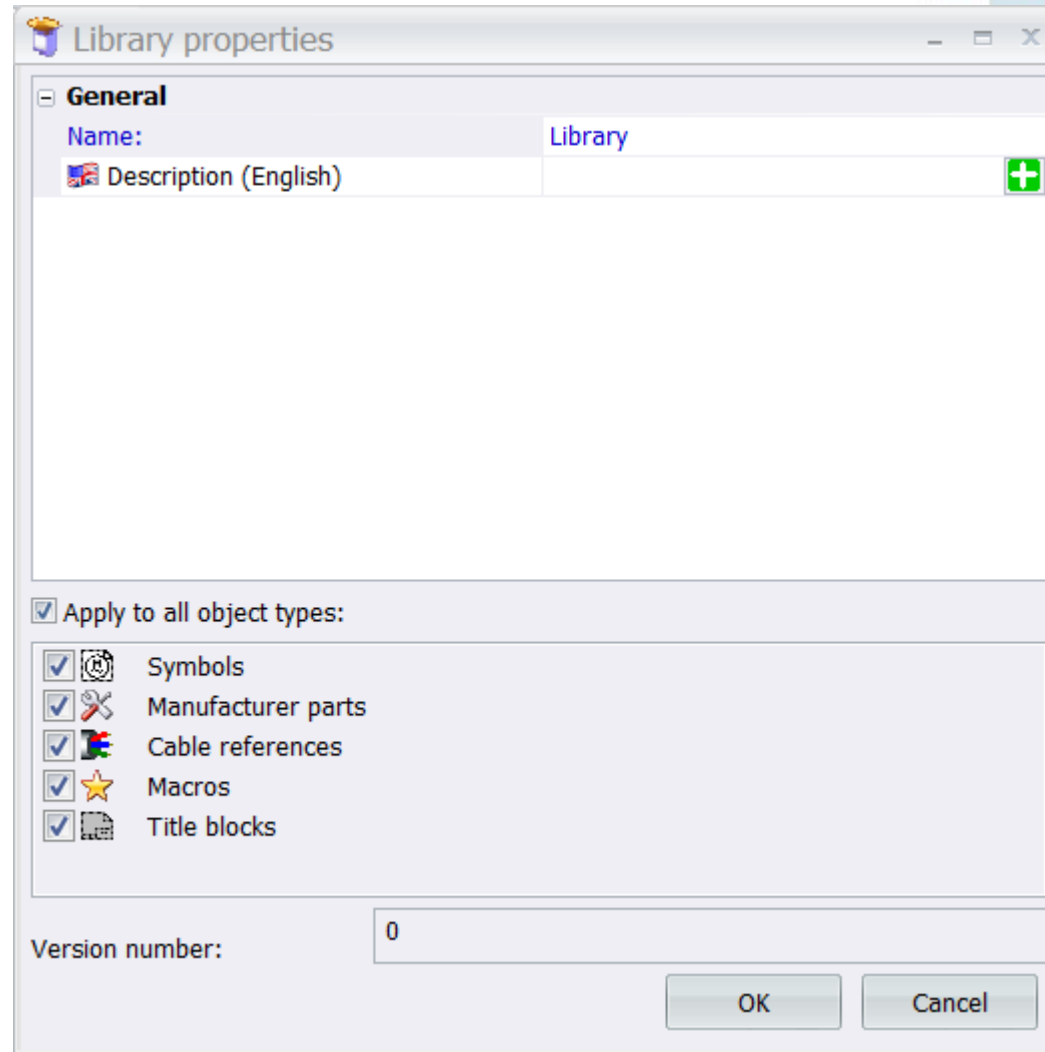 Library properties
General
Name: Library
Description (English)
Apply to all object types:
Symbols
Manufacturer parts
Cable references
Macros
Title blocks
Version number: 0
OK Cancel